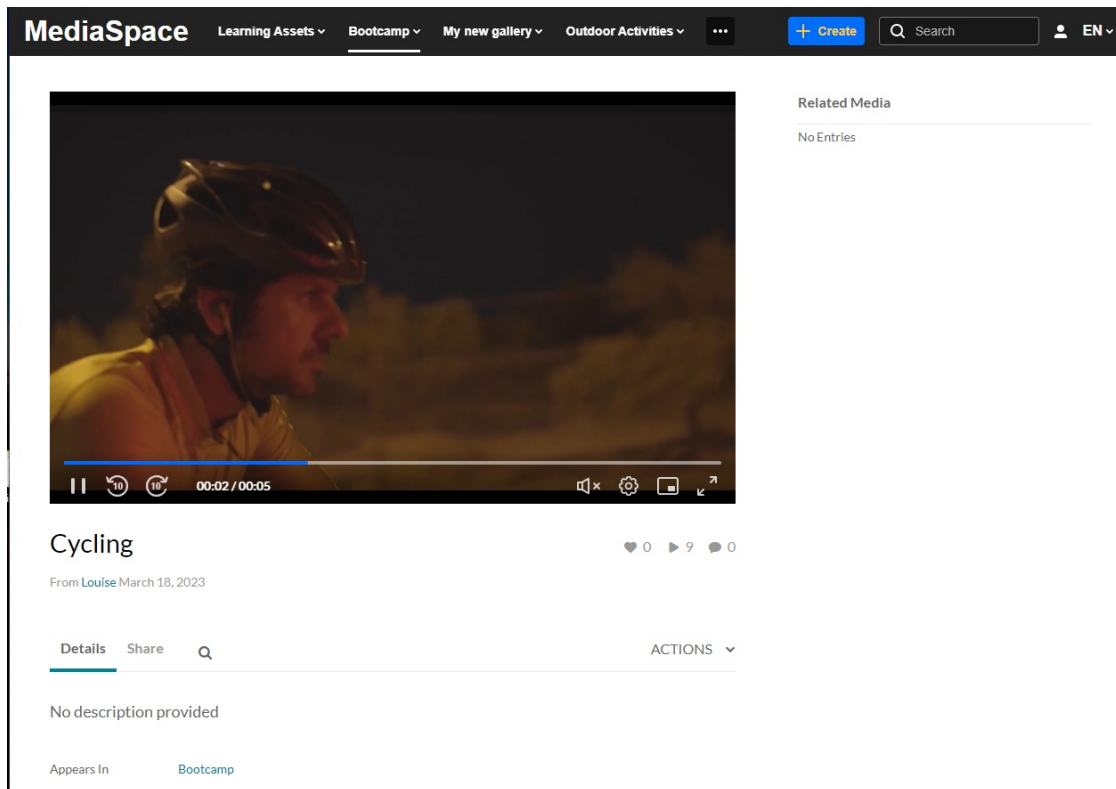 MediaSpace Learning Assets Bootcamp My new gallery Outdoor Activities ••• + Create Search EN
Related Media
No Entries
10 10 00:02 / 00:05
Cycling 0 9 0
From Louise March 18, 2023
Details Share ACTIONS
No description provided
Appears In Bootcamp